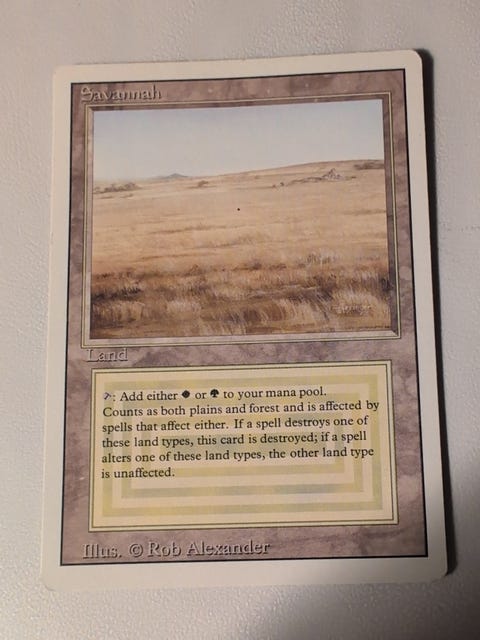 Savannah
Land
: Add either or to your mana pool.
Counts as both plains and forest and is affected by
spells that affect either. If a spell destroys one of
these land types, this card is destroyed; if a spell
alters one of these land types, the other land type
is unaffected.
Illus. © Rob Alexander